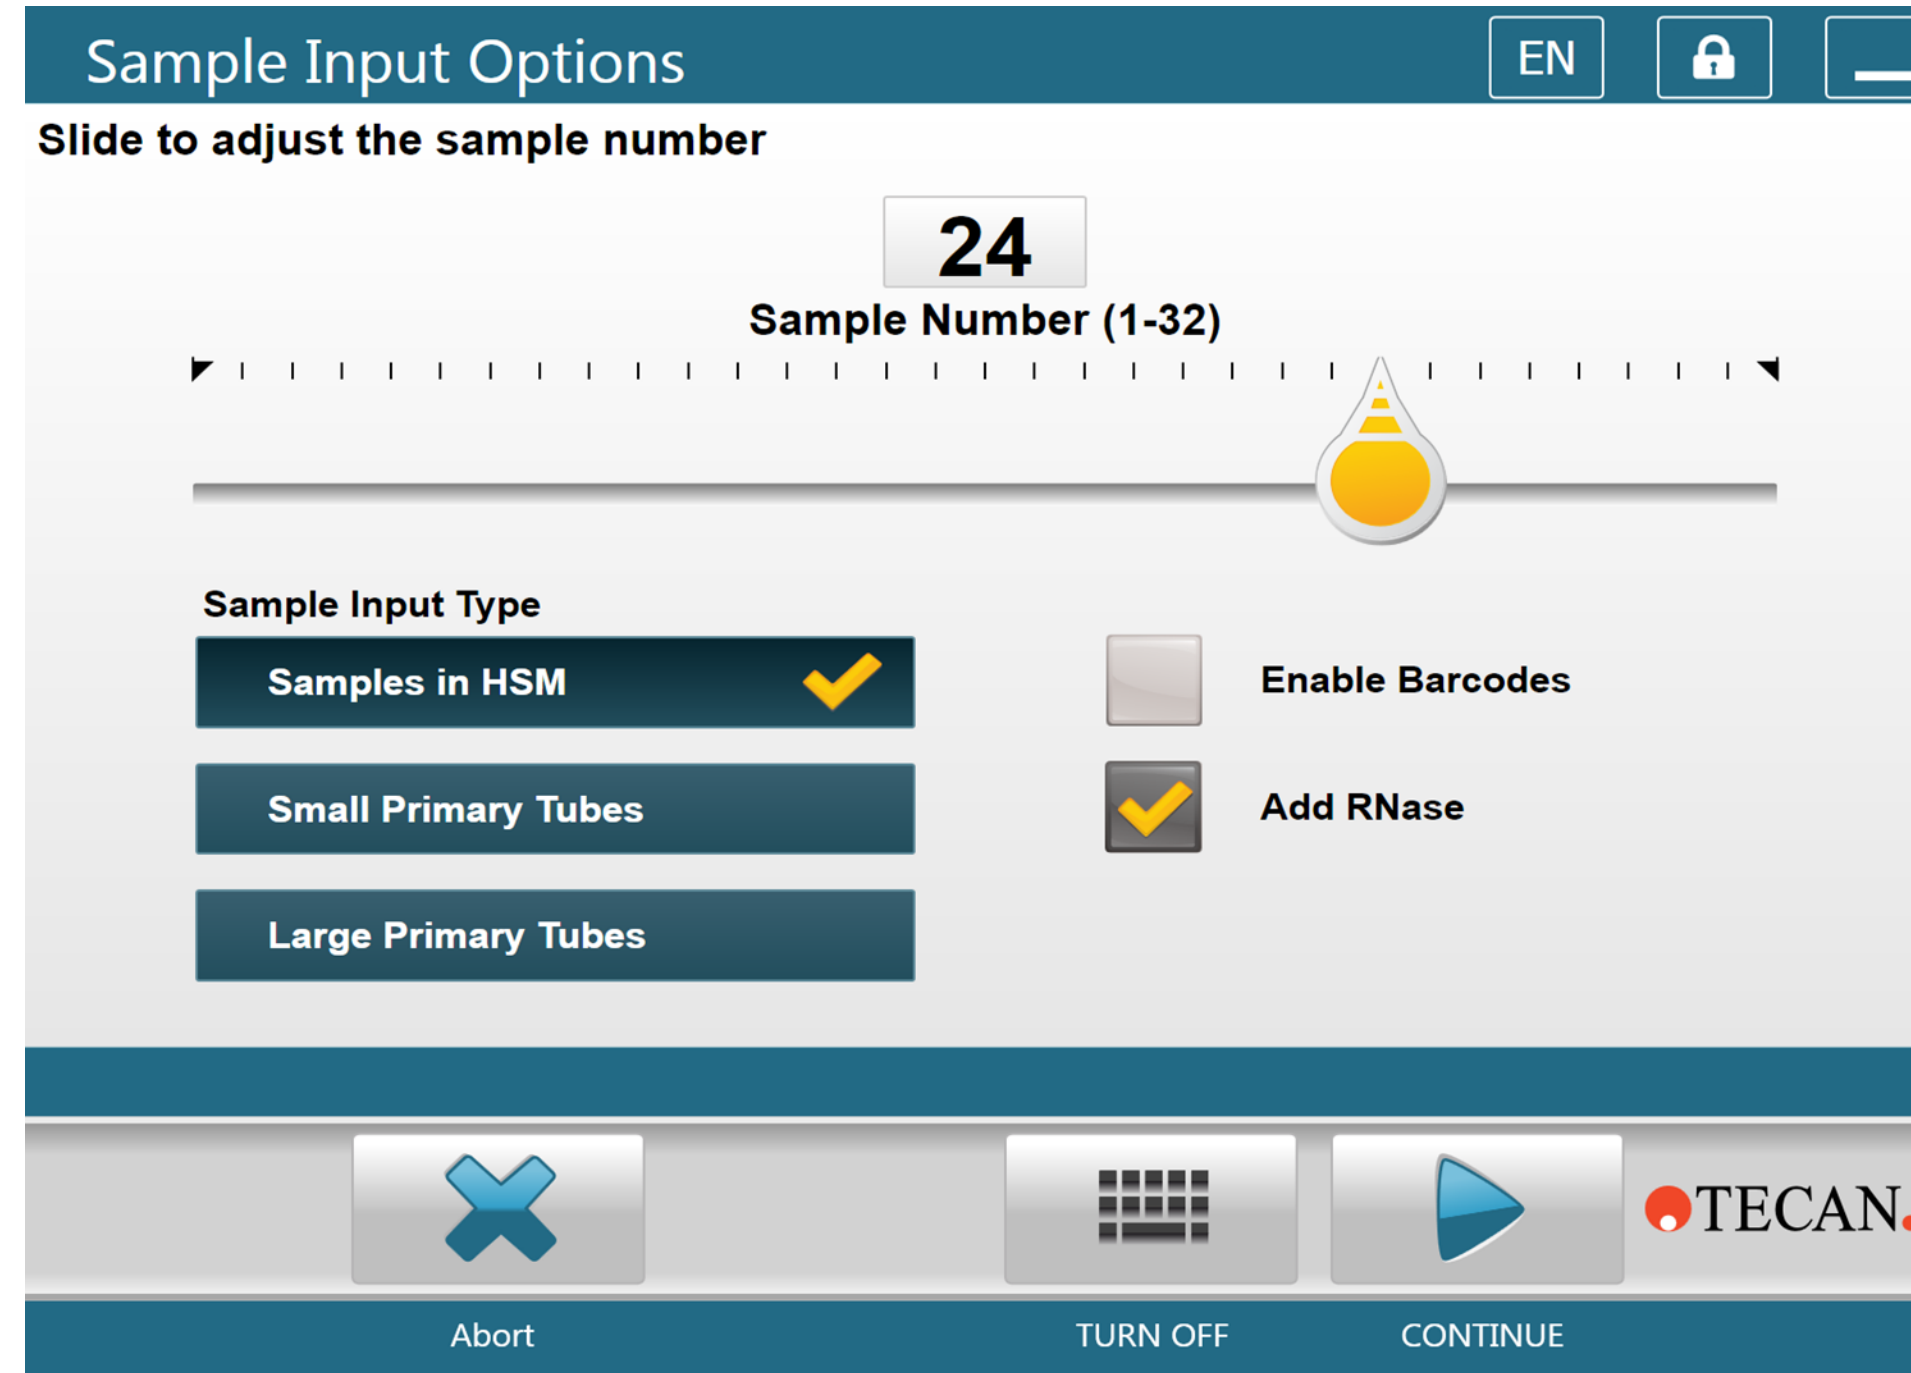 Sample Input Options
EN
Slide to adjust the sample number
24
Sample Number (1-32)
Sample Input Type
Samples in HSM
Enable Barcodes
Small Primary Tubes
Add RNase
Large Primary Tubes
TECAN.
Abort
TURN OFF
CONTINUE